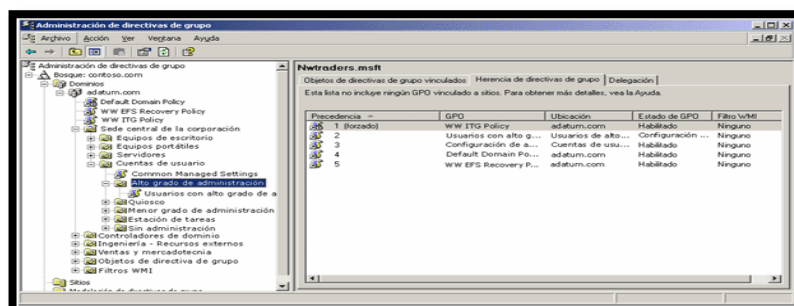 Administración de directivas de grupo
Archivo Acción Ver Ventana Ayuda
Administración de directivas de grupo
Bosque: contoso.com
Dominios
adatum.com
Default Domain Policy
WW EFS Recovery Policy
WW ITG Policy
Sede central de la corporación
Equipos de escritorio
Equipos portátiles
Servidores
Cuentas de usuario
Common Managed Settings
Alto grado de administración
Usuarios con alto grado de a
Quiosco
Menor grado de administración
Estación de tareas
Sin administración
Controladores de dominio
Ingeniería - Recursos externos
Ventas y mercadotecnia
Objetos de directiva de grupo
Filtros WMI
Sitios
Modelación de directivas de grupo
Nwtraders.msft
Objetos de directivas de grupo vinculados Herencia de directivas de grupo Delegación
Esta lista no incluye ningún GPO vinculado a sitios. Para obtener más detalles, vea la Ayuda.
Precedencia GPO Ubicación Estado de GPO Filtro WMI
1 (forzado) WW ITG Policy adatum.com Habilitado Ninguno
2 Usuarios con alto g... Usuarios de alto... Configuración ... Ninguno
3 Configuración de a... Cuentas de usu... Habilitado Ninguno
4 Default Domain Po... adatum.com Habilitado Ninguno
5 WW EFS Recovery P... adatum.com Habilitado Ninguno